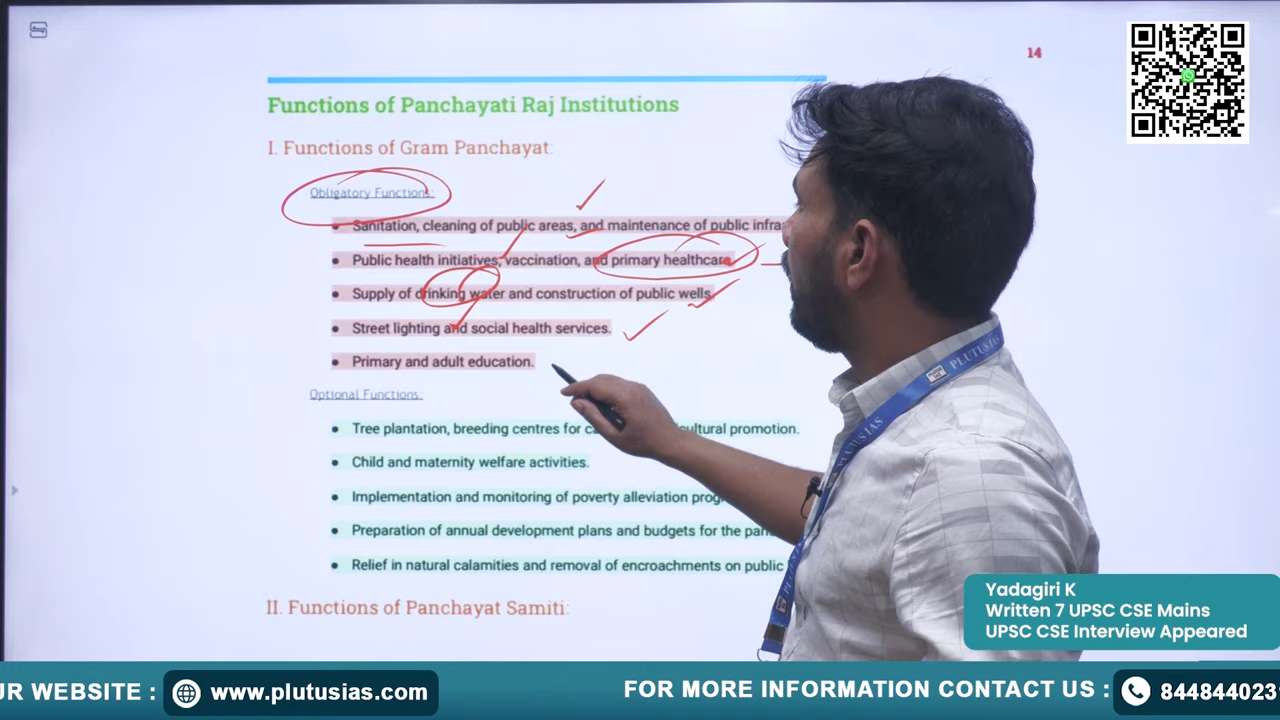 14
Functions of Panchayati Raj Institutions
I. Functions of Gram Panchayat:
Obligatory Functions:
• Sanitation, cleaning of public areas, and maintenance of public infra
• Public health initiatives, vaccination, and primary healthcare.
• Supply of drinking water and construction of public wells.
• Street lighting and social health services.
• Primary and adult education.
Optional Functions:
• Tree plantation, breeding centres for cultural promotion.
• Child and maternity welfare activities.
• Implementation and monitoring of poverty alleviation
• Preparation of annual development plans and budgets for the
• Relief in natural calamities and removal of encroachments on public
II. Functions of Panchayat Samiti:
PLUTUS IAS
PLUTUS IAS
Yadagiri K
Written 7 UPSC CSE Mains
UPSC CSE Interview Appeared
UR WEBSITE : www.plutusias.com FOR MORE INFORMATION CONTACT US : 844844023